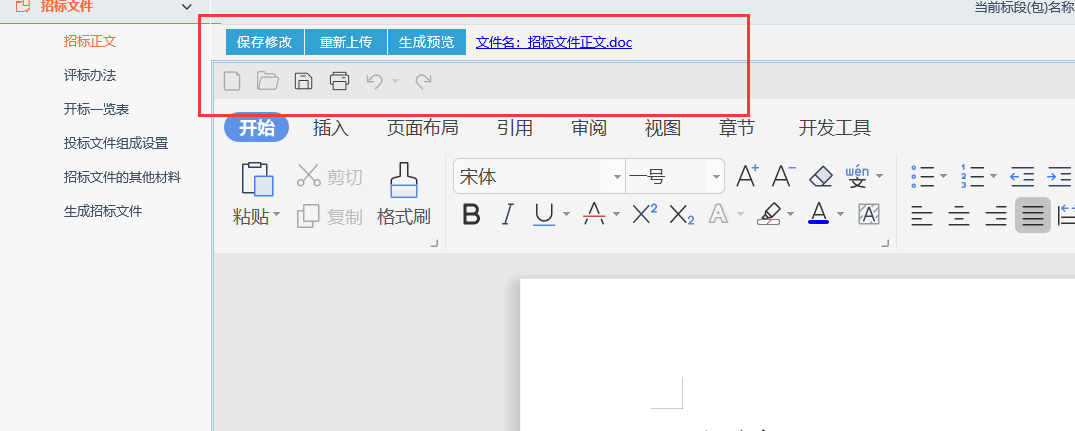 招标文件
当前标段(包)名称
招标正文
评标办法
开标一览表
投标文件组成设置
招标文件的其他材料
生成招标文件
保存修改 重新上传 生成预览 文件名：招标文件正文.doc
开始 插入 页面布局 引用 审阅 视图 章节 开发工具
粘贴 剪切 复制 格式刷
宋体 一号 A+ A- wén 文
B I U A X² X₂ A A A